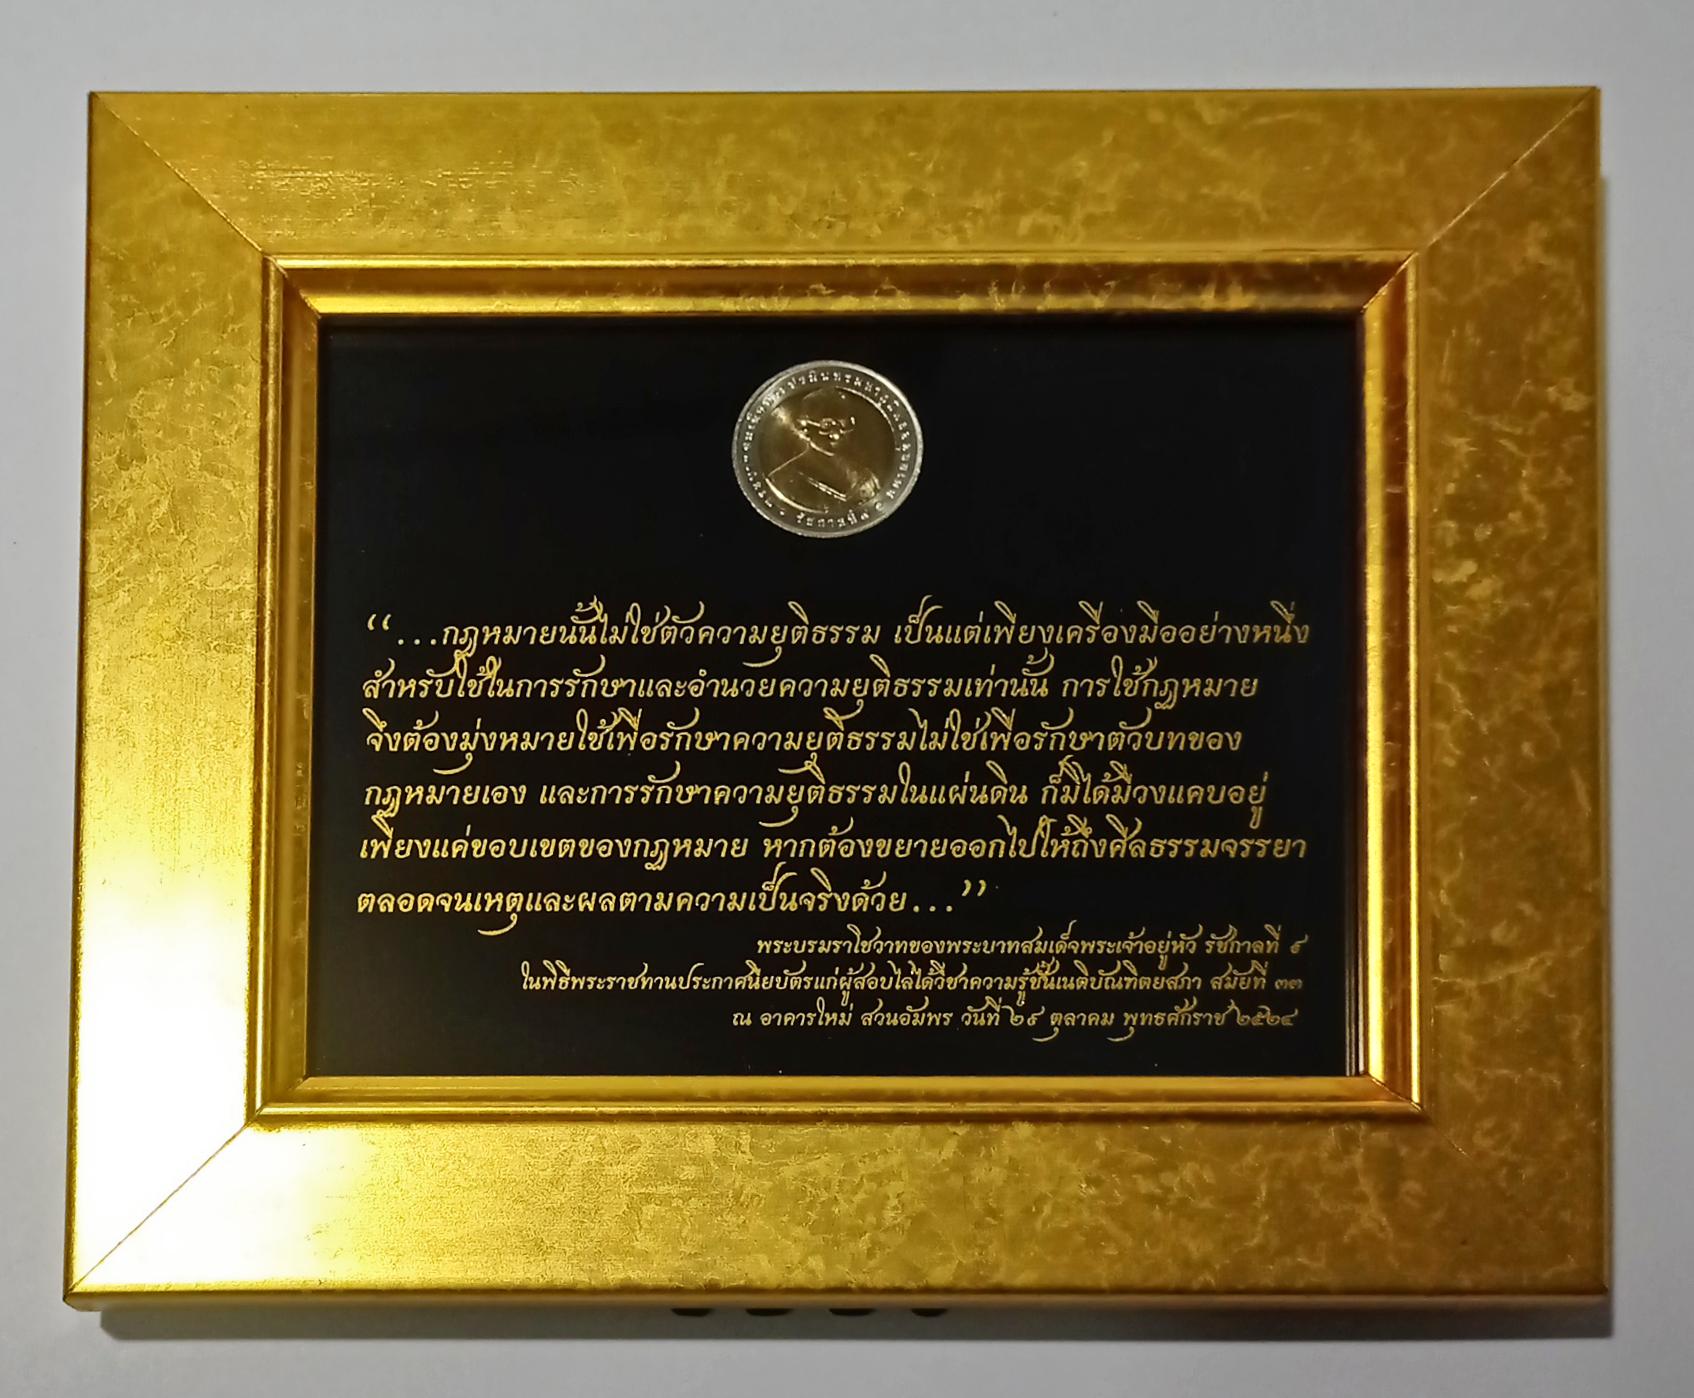 “...กฎหมายนั้นไม่ใช่ตัวความยุติธรรม เป็นแต่เพียงเครื่องมืออย่างหนึ่ง
สำหรับใช้ในการรักษาและอำนวยความยุติธรรมเท่านั้น การใช้กฎหมาย
จึงต้องมุ่งหมายใช้เพื่อรักษาความยุติธรรมไม่ใช่เพื่อรักษาตัวบทของ
กฎหมายเอง และการรักษาความยุติธรรมในแผ่นดิน ก็มิได้มีวงแคบอยู่
เพียงแค่ขอบเขตของกฎหมาย หากต้องขยายออกไปให้ถึงศีลธรรมจรรยา
ตลอดจนเหตุและผลตามความเป็นจริงด้วย...”
พระบรมราโชวาทของพระบาทสมเด็จพระเจ้าอยู่หัว รัชกาลที่ ๙
ในพิธีพระราชทานประกาศนียบัตรแก่ผู้สอบไล่ได้วิชาความรู้ชั้นเนติบัณฑิตยสภา สมัยที่ ๓๓
ณ อาคารใหม่ สวนอัมพร วันที่ ๒๙ ตุลาคม พุทธศักราช ๒๕๒๔